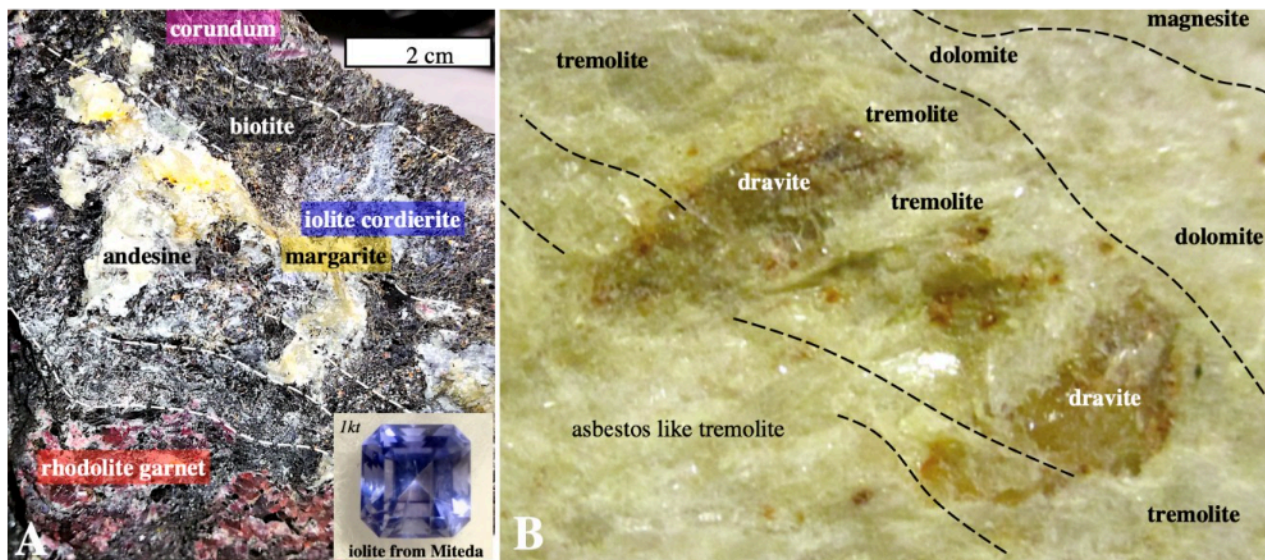 corundum
2 cm
biotite
iolite cordierite
andesine
margarite
rhodolite garnet
1kt
iolite from Miteda
A
magnesite
tremolite
dolomite
tremolite
dravite
tremolite
dolomite
dravite
asbestos like tremolite
tremolite
B